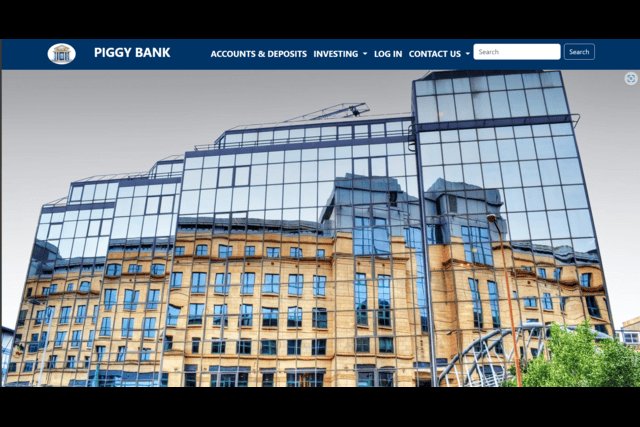 PIGGY BANK
ACCOUNTS & DEPOSITS INVESTING LOG IN CONTACT US Search Search